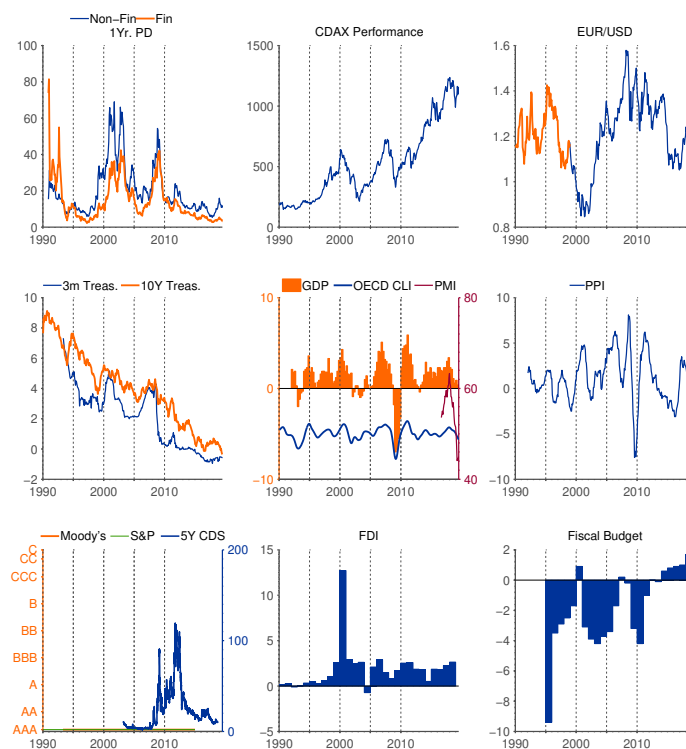 Non−Fin Fin
1Yr. PD
100
80
60
40
20
0
1990 2000 2010
CDAX Performance
1500
1000
500
0
1990 2000 2010
EUR/USD
1.6
1.4
1.2
1
0.8
1990 2000 2010
3m Treas. 10Y Treas.
10
8
6
4
2
0
−2
1990 2000 2010
GDP OECD CLI PMI
10 80
0 60
−10 40
1990 2000 2010
PPI
10
5
0
−5
−10
1990 2000 2010
Moody's S&P 5Y CDS
C 200
CC
CCC
B
BB 100
BBB
A
AA
AAA 0
1990 2000 2010
FDI
15
10
5
0
−5
1990 2000 2010
Fiscal Budget
2
0
−2
−4
−6
−8
−10
1990 2000 2010